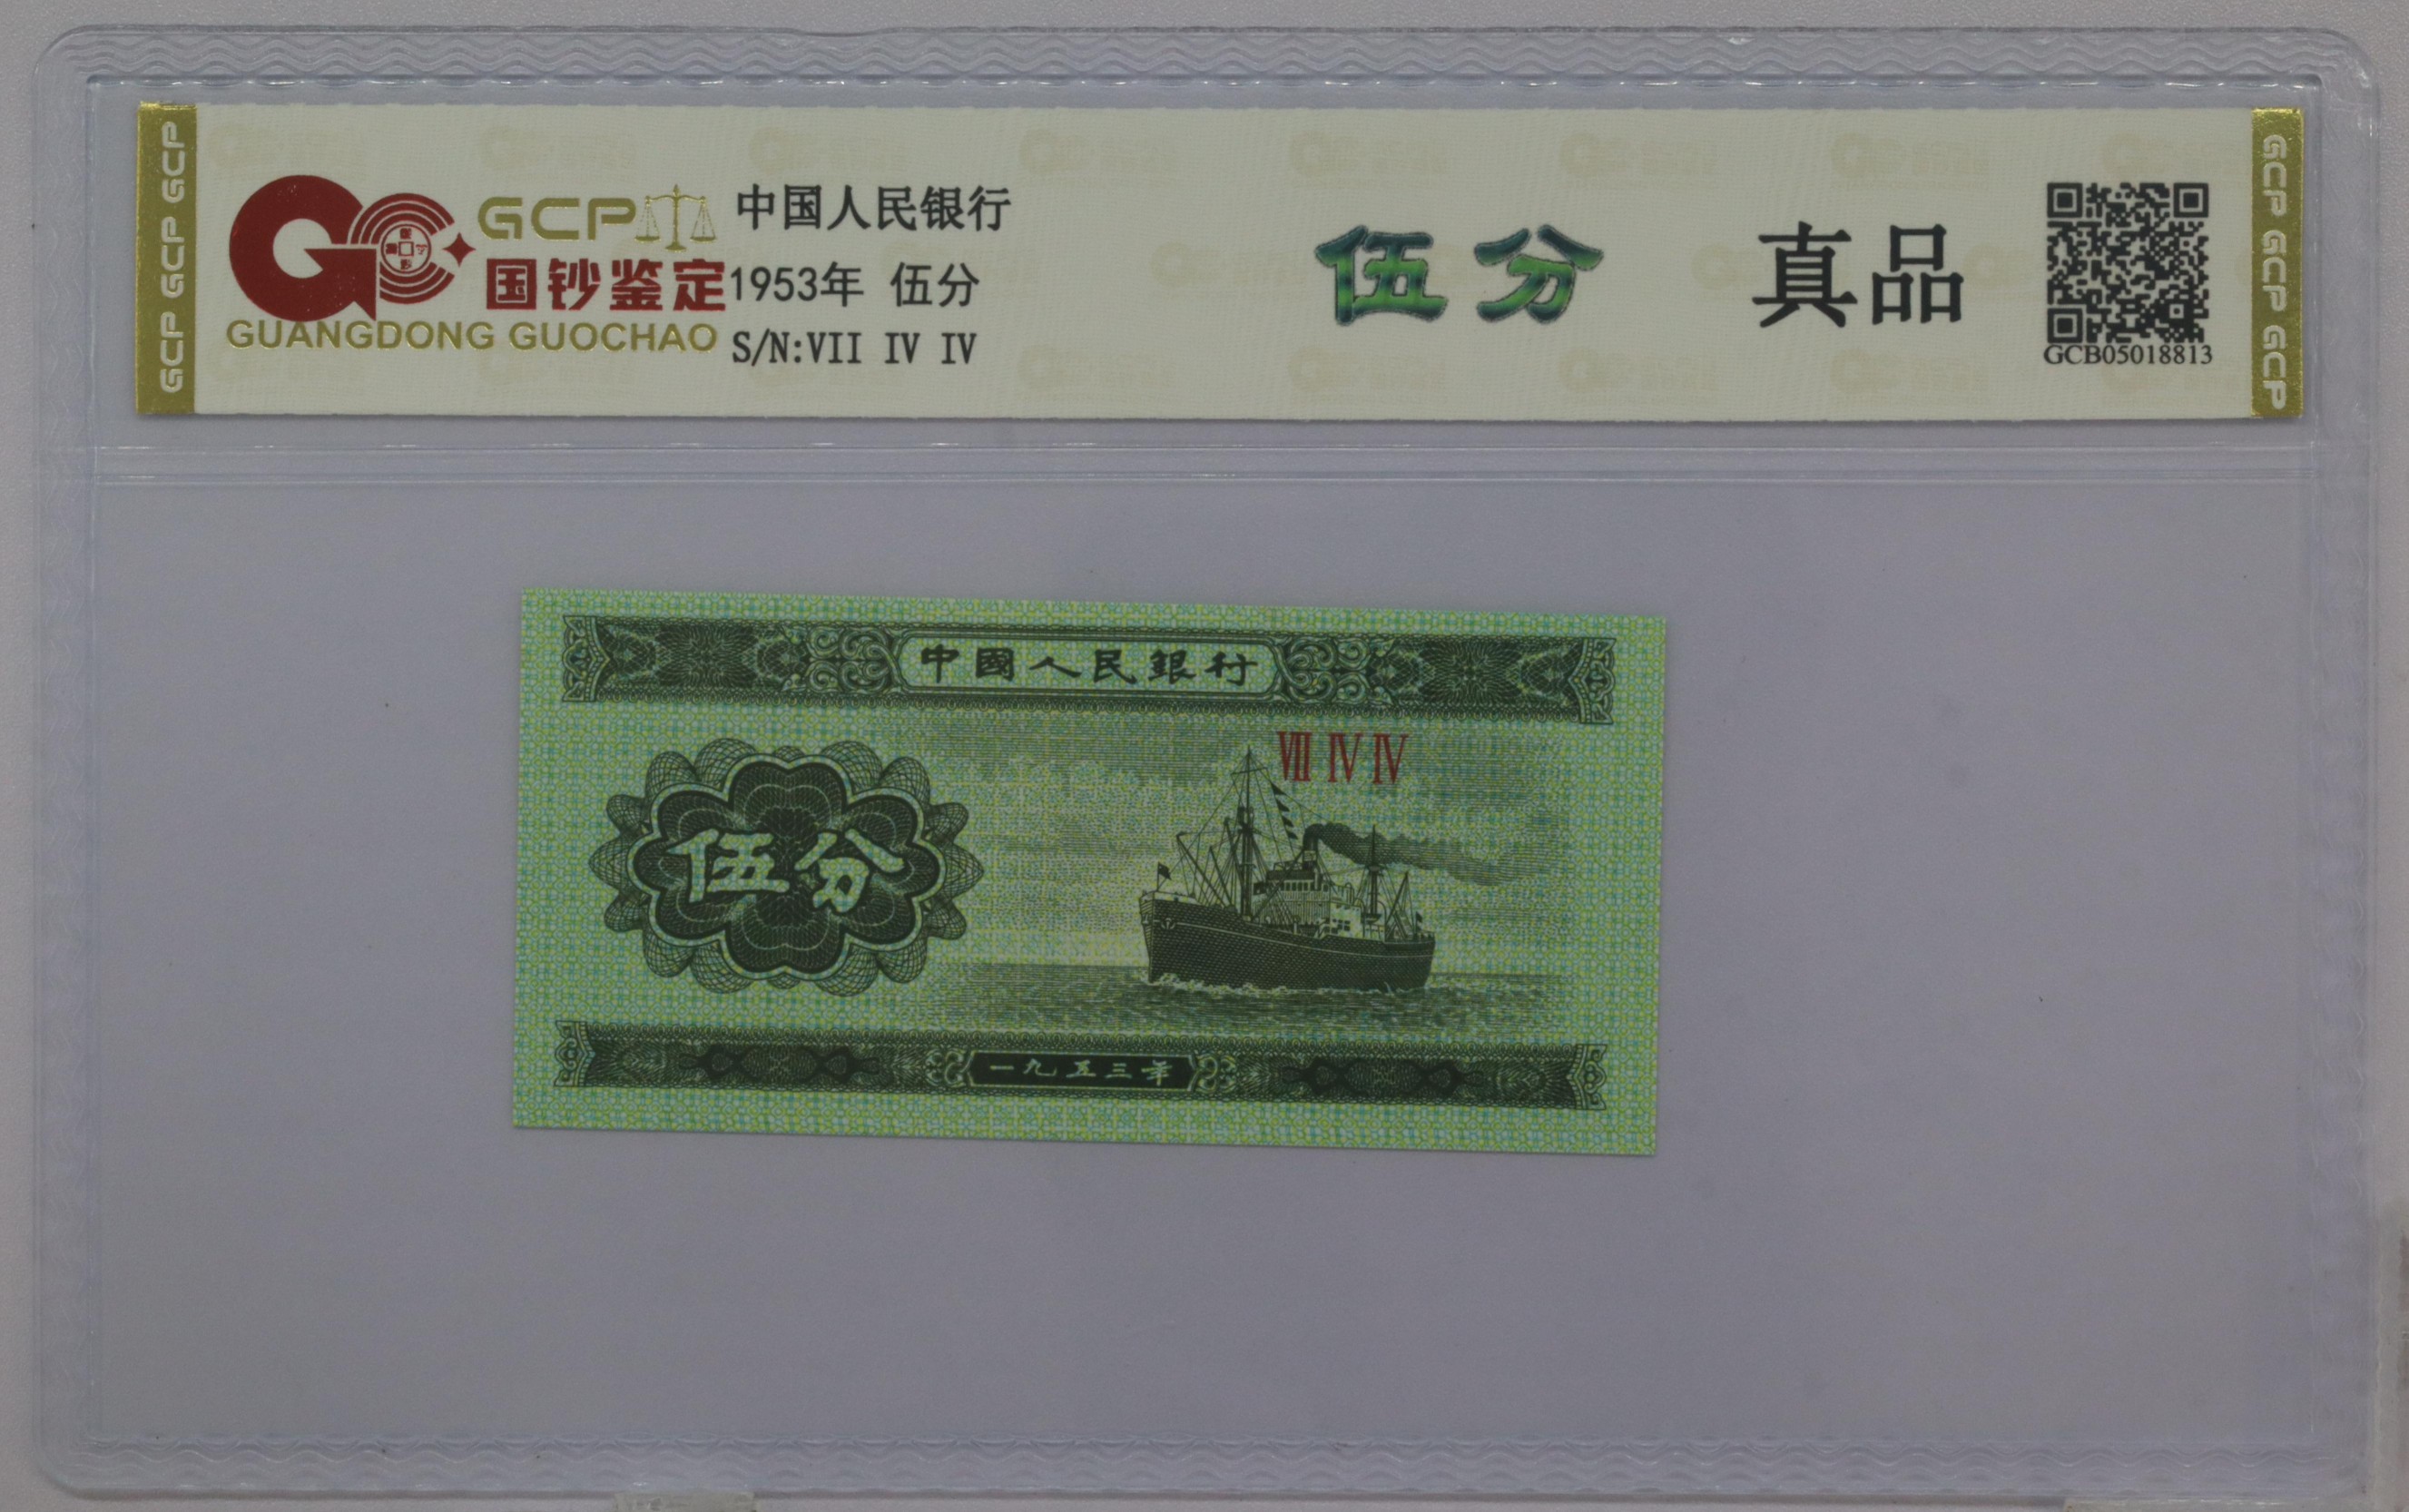 GCP GCP GCP
GCP
国钞鉴定
GUANGDONG GUOCHAO
中国人民银行
1953年 伍分
S/N:VII IV IV
伍分
真品
GCB05018813
GCP GCP GCP
中國人民銀行
VII IV IV
伍分
一九五三年